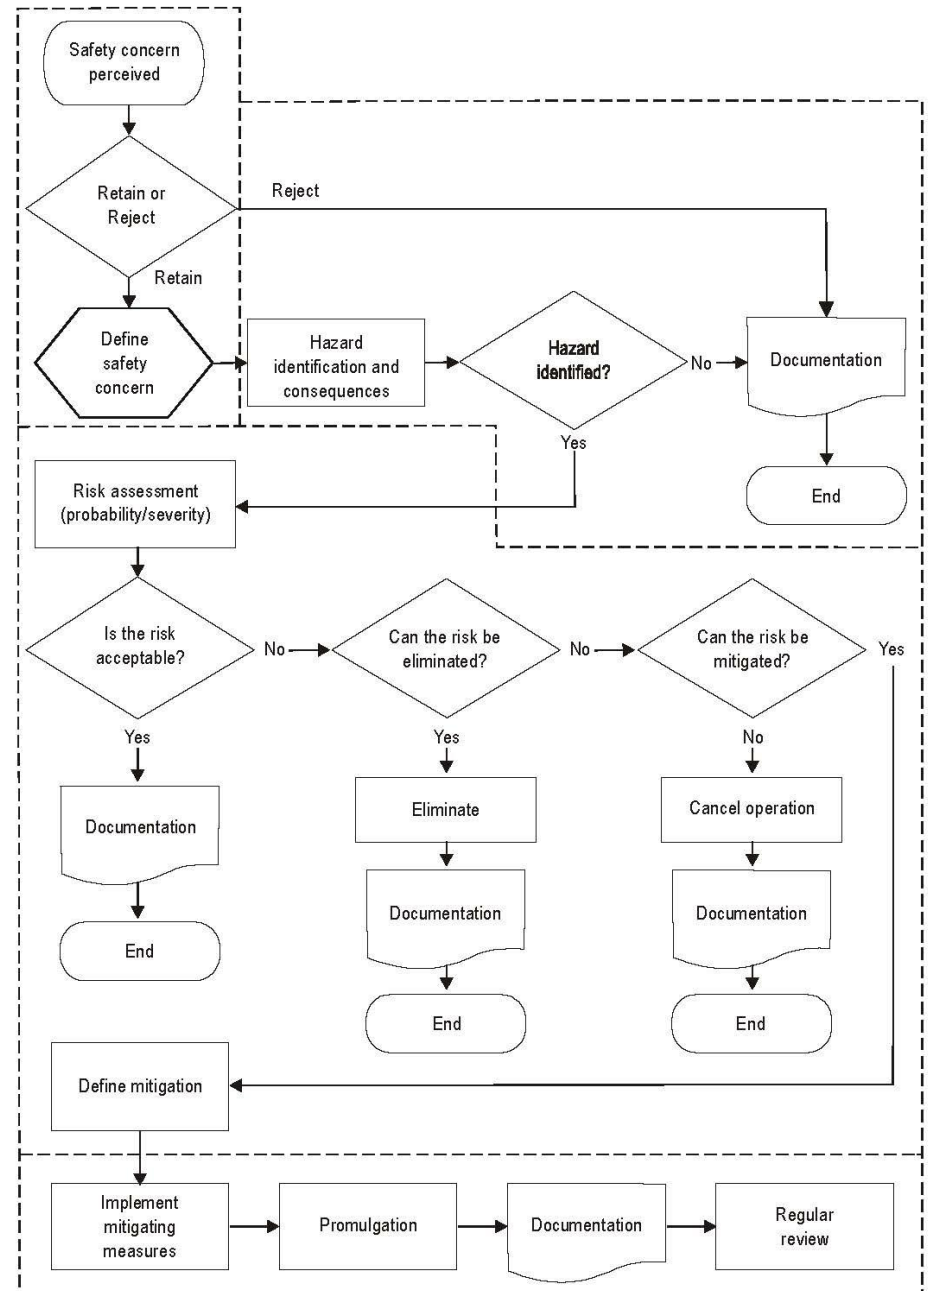 Safety concern
perceived
Retain or
Reject
Reject
Retain
Define
safety
concern
Hazard
identification and
consequences
Hazard
identified?
No
Documentation
Yes
End
Risk assessment
(probability/severity)
Is the risk
acceptable?
No
Can the risk be
eliminated?
No
Can the risk be
mitigated?
Yes
Yes
Yes
No
Documentation
Eliminate
Cancel operation
End
Documentation
Documentation
End
End
Define mitigation
Implement
mitigating
measures
Promulgation
Documentation
Regular
review